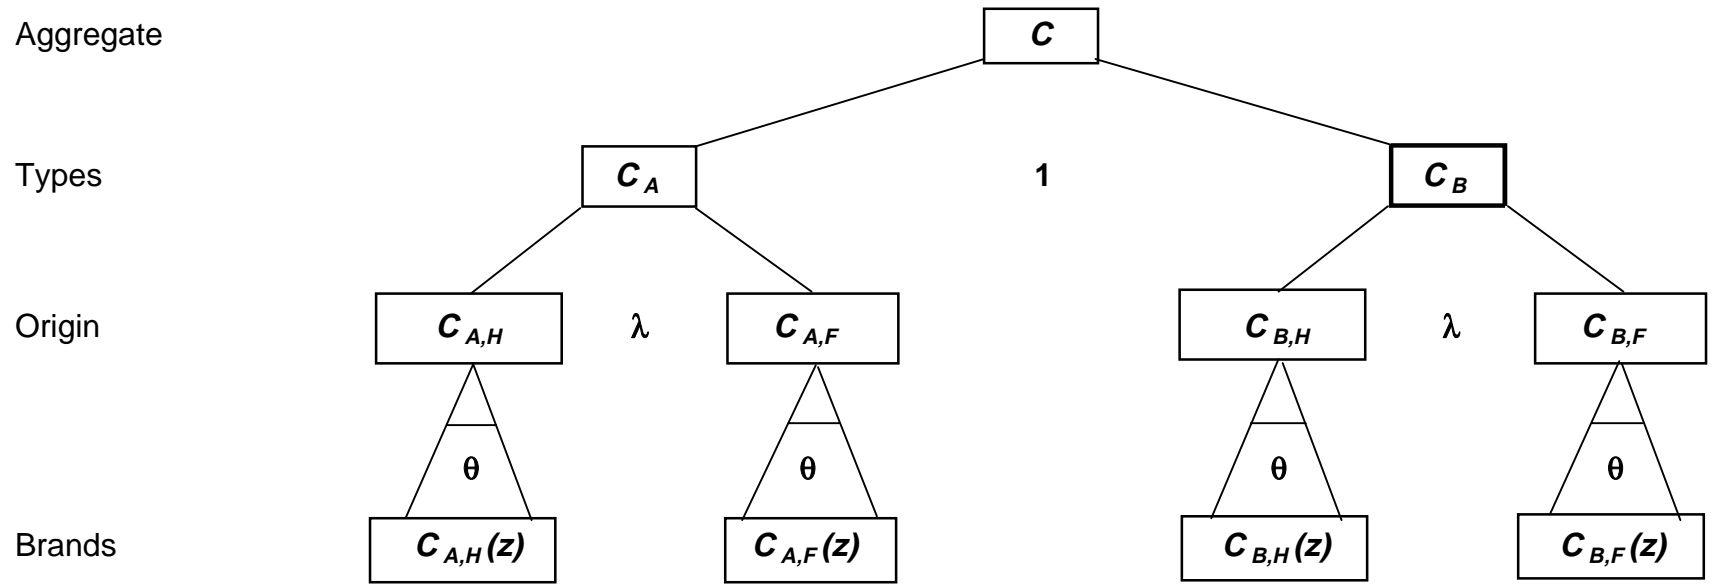 Aggregate C
Types C A 1 C B
Origin C A,H λ C A,F C B,H λ C B,F
θ θ θ θ
Brands C A,H (z) C A,F (z) C B,H (z) C B,F (z)